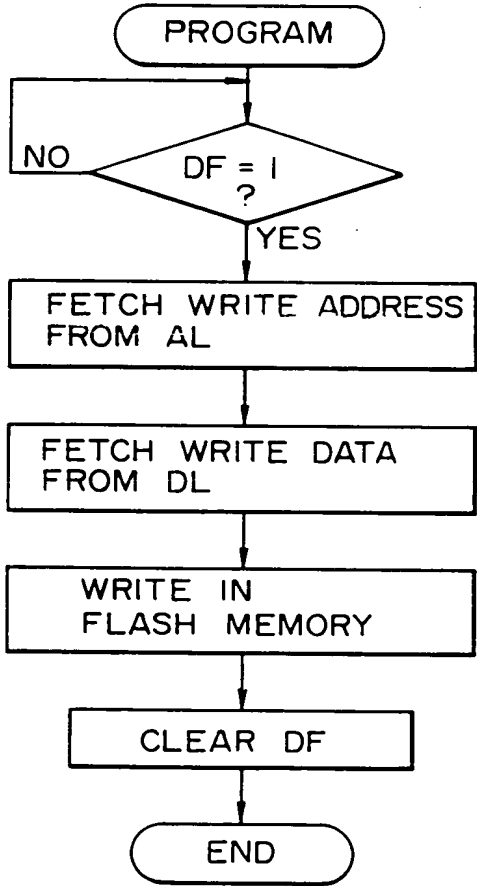 PROGRAM
DF = 1
?
NO
YES
FETCH WRITE ADDRESS
FROM AL
FETCH WRITE DATA
FROM DL
WRITE IN
FLASH MEMORY
CLEAR DF
END